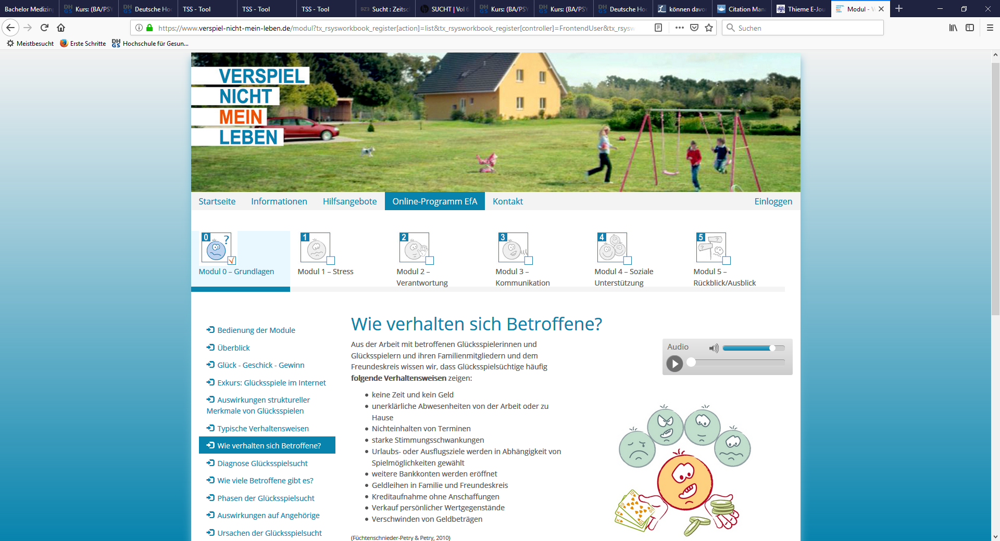 Bachelor Medizin
Kurs: (BA/PSY
Deutsche Hoc
TSS - Tool
TSS - Tool
TSS - Tool
Sucht : Zeitsc
SUCHT | Vol 6
Kurs: (BA/PSY
Kurs: (BA/PSY
Deutsche Hoc
können davo
Citation Man
Thieme E-Jou
Modul - V
https://www.verspiel-nicht-mein-leben.de/modul?tx_rsysworkbook_register[action]=list&tx_rsysworkbook_register[controller]=FrontendUser&tx_rsysw
Suchen
Meistbesucht
Erste Schritte
DH
GS
Hochschule für Gesun...
VERSPIEL
NICHT
MEIN
LEBEN
Startseite
Informationen
Hilfsangebote
Online-Programm EfA
Kontakt
Einloggen
0
?
1
2
3
4
5
?
?
Modul 0 – Grundlagen
Modul 1 – Stress
Modul 2 –
Verantwortung
Modul 3 –
Kommunikation
Modul 4 – Soziale
Unterstützung
Modul 5 –
Rückblick/Ausblick
Bedienung der Module
Überblick
Glück - Geschick - Gewinn
Exkurs: Glücksspiele im Internet
Auswirkungen struktureller
Merkmale von Glücksspielen
Typische Verhaltensweisen
Wie verhalten sich Betroffene?
Diagnose Glücksspielsucht
Wie viele Betroffene gibt es?
Phasen der Glücksspielsucht
Auswirkungen auf Angehörige
Ursachen der Glücksspielsucht
Wie verhalten sich Betroffene?
Aus der Arbeit mit betroffenen Glücksspielerinnen und
Glücksspielern und ihren Familienmitgliedern und dem
Freundeskreis wissen wir, dass Glücksspielsüchtige häufig
folgende Verhaltensweisen zeigen:
keine Zeit und kein Geld
unerklärliche Abwesenheiten von der Arbeit oder zu
Hause
Nichteinhalten von Terminen
starke Stimmungsschwankungen
Urlaubs- oder Ausflugsziele werden in Abhängigkeit von
Spielmöglichkeiten gewählt
weitere Bankkonten werden eröffnet
Geldleihen in Familie und Freundeskreis
Kreditaufnahme ohne Anschaffungen
Verkauf persönlicher Wertgegenstände
Verschwinden von Geldbeträgen
(Füchtenschnieder-Petry & Petry, 2010)
Audio